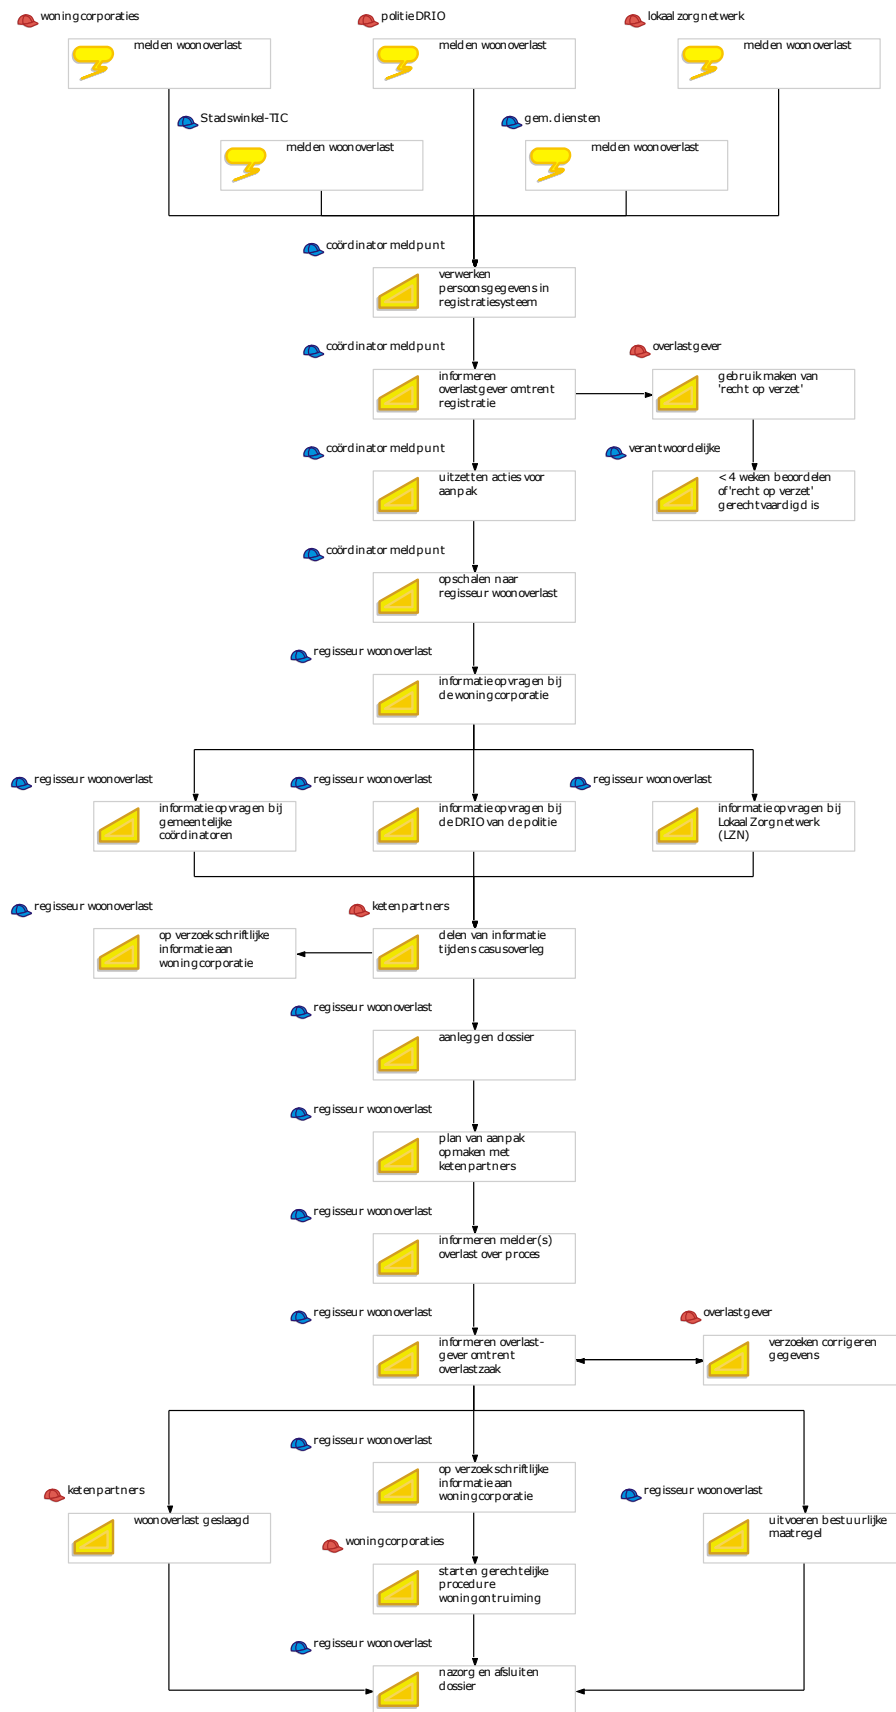 woningcorporaties
politie DRIO
lokaal zorgnetwerk
melden woonoverlast
melden woonoverlast
melden woonoverlast
Stadswinkel-TIC
gem. diensten
melden woonoverlast
melden woonoverlast
coördinator meldpunt
verwerken
persoonsgegevens in
registratiesysteem
coördinator meldpunt
overlastgever
informeren
overlastgever omtrent
registratie
gebruik maken van
'recht op verzet'
coördinator meldpunt
verantwoordelijke
uitzetten acties voor
aanpak
< 4 weken beoordelen
of 'recht op verzet'
gerechtvaardigd is
coördinator meldpunt
opschalen naar
regisseur woonoverlast
regisseur woonoverlast
informatie opvragen bij
de woningcorporatie
regisseur woonoverlast
regisseur woonoverlast
regisseur woonoverlast
informatie opvragen bij
gemeentelijke
coördinatoren
informatie opvragen bij
de DRIO van de politie
informatie opvragen bij
Lokaal Zorgnetwerk
(LZN)
regisseur woonoverlast
ketenpartners
op verzoek schriftlijke
informatie aan
woningcorporatie
delen van informatie
tijdens casusoverleg
regisseur woonoverlast
aanleggen dossier
regisseur woonoverlast
plan van aanpak
opmaken met
ketenpartners
regisseur woonoverlast
informeren melder(s)
overlast over proces
regisseur woonoverlast
overlastgever
informeren overlast-
gever omtrent
overlastzaak
verzoeken corrigeren
gegevens
regisseur woonoverlast
op verzoek schriftlijke
informatie aan
woningcorporatie
ketenpartners
regisseur woonoverlast
woonoverlast geslaagd
uitvoeren bestuurlijke
maatregel
woningcorporaties
starten gerechtelijke
procedure
woningontruiming
regisseur woonoverlast
nazorg en afsluiten
dossier